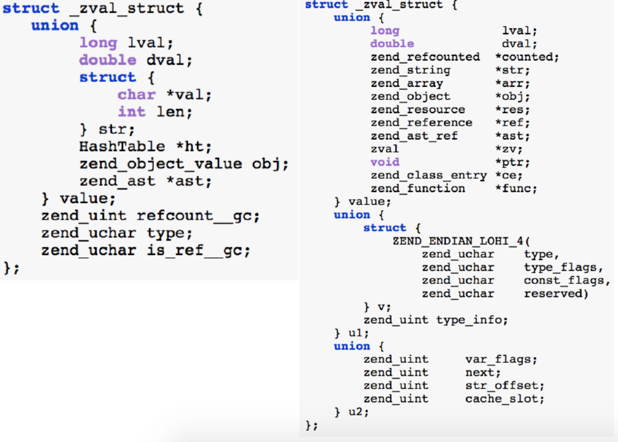 struct _zval_struct {
union {
long lval;
double dval;
struct {
char *val;
int len;
} str;
HashTable *ht;
zend_object_value obj;
zend_ast *ast;
} value;
zend_uint refcount__gc;
zend_uchar type;
zend_uchar is_ref__gc;
};
struct _zval_struct {
union {
long lval;
double dval;
zend_refcounted *counted;
zend_string *str;
zend_array *arr;
zend_object *obj;
zend_resource *res;
zend_reference *ref;
zend_ast_ref *ast;
zval *zv;
void *ptr;
zend_class_entry *ce;
zend_function *func;
} value;
union {
struct {
ZEND_ENDIAN_LOHI_4(
zend_uchar type,
zend_uchar type_flags,
zend_uchar const_flags,
zend_uchar reserved)
} v;
zend_uint type_info;
} u1;
union {
zend_uint var_flags;
zend_uint next;
zend_uint str_offset;
zend_uint cache_slot;
} u2;
};